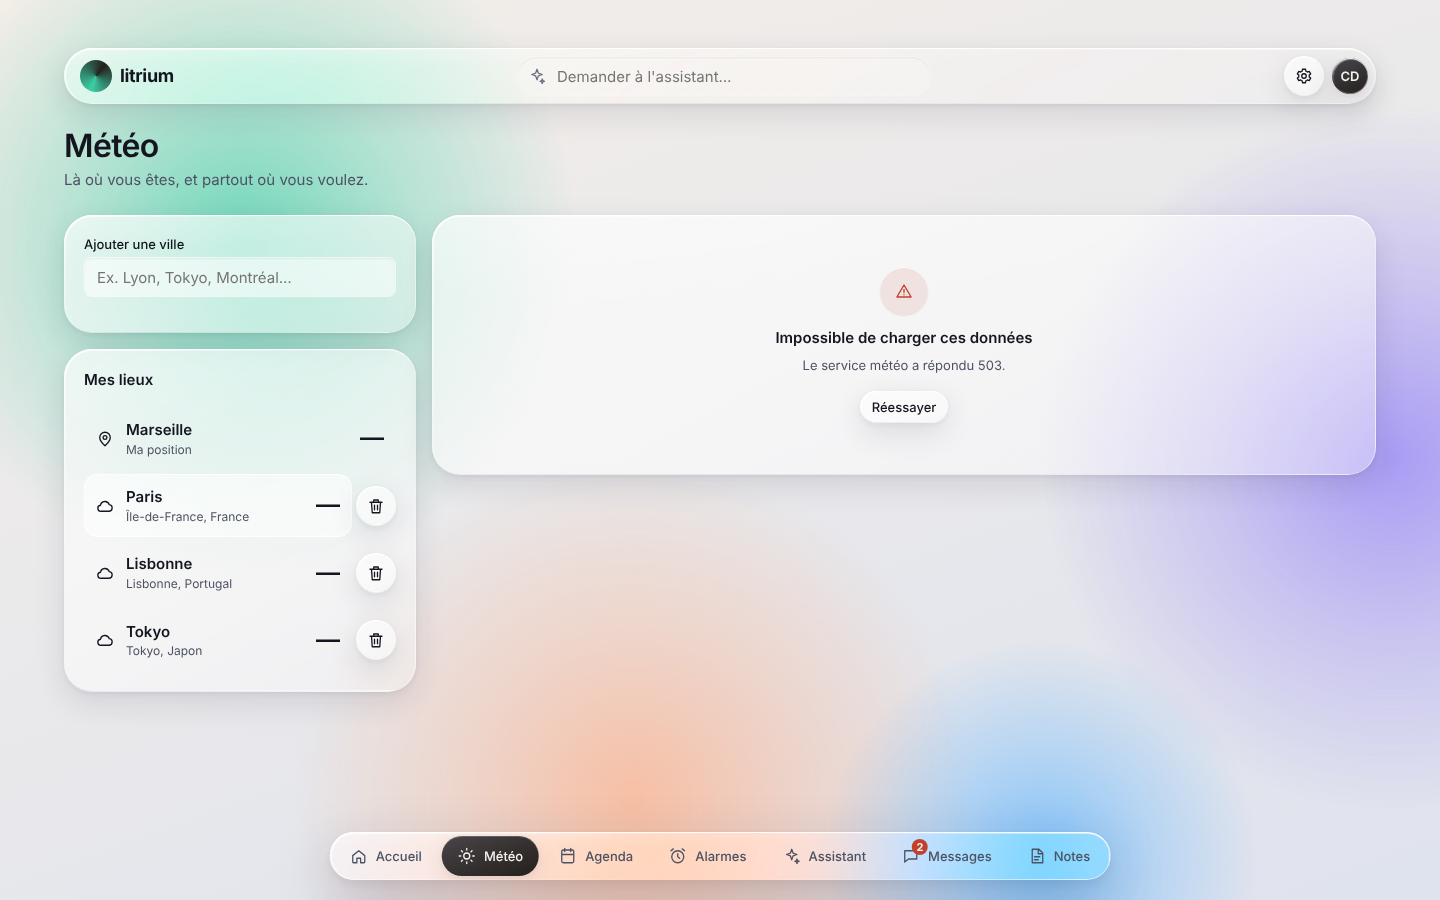 litrium
Demander à l'assistant...
CD
Météo
Là où vous êtes, et partout où vous voulez.
Ajouter une ville
Ex. Lyon, Tokyo, Montréal...
Mes lieux
Marseille
Ma position
—
Paris
Île-de-France, France
—
Lisbonne
Lisbonne, Portugal
—
Tokyo
Tokyo, Japon
—
Impossible de charger ces données
Le service météo a répondu 503.
Réessayer
Accueil
Météo
Agenda
Alarmes
Assistant
2
Messages
Notes